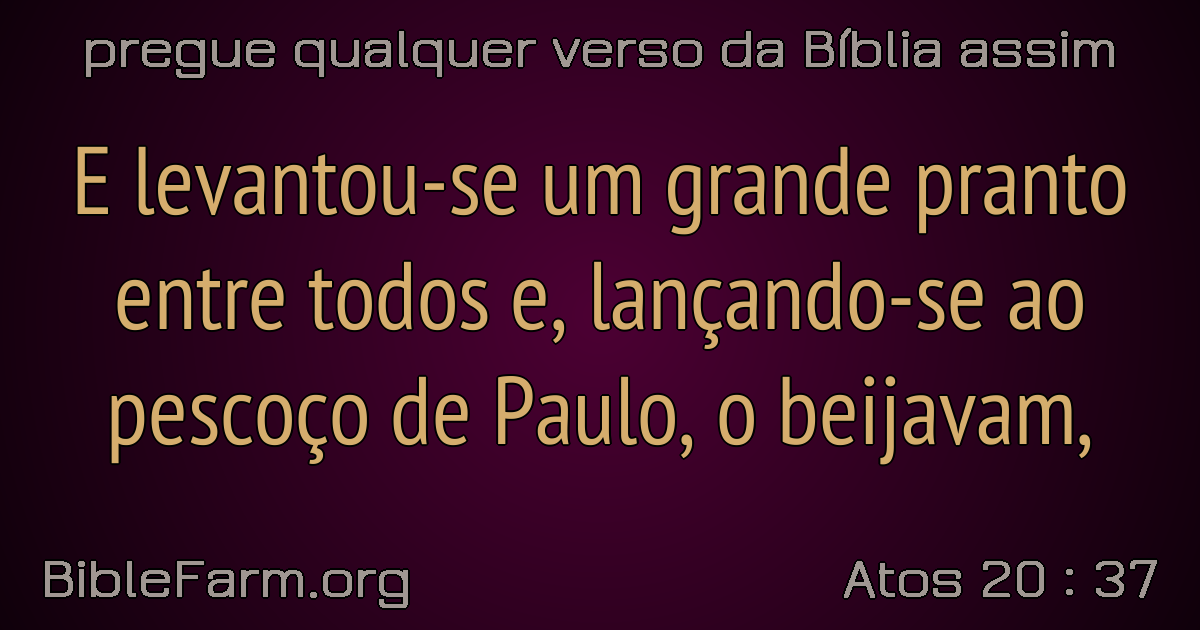 pregue qualquer verso da Bíblia assim
E levantou-se um grande pranto
entre todos e, lançando-se ao
pescoço de Paulo, o beijavam,
BibleFarm.org
Atos 20 : 37